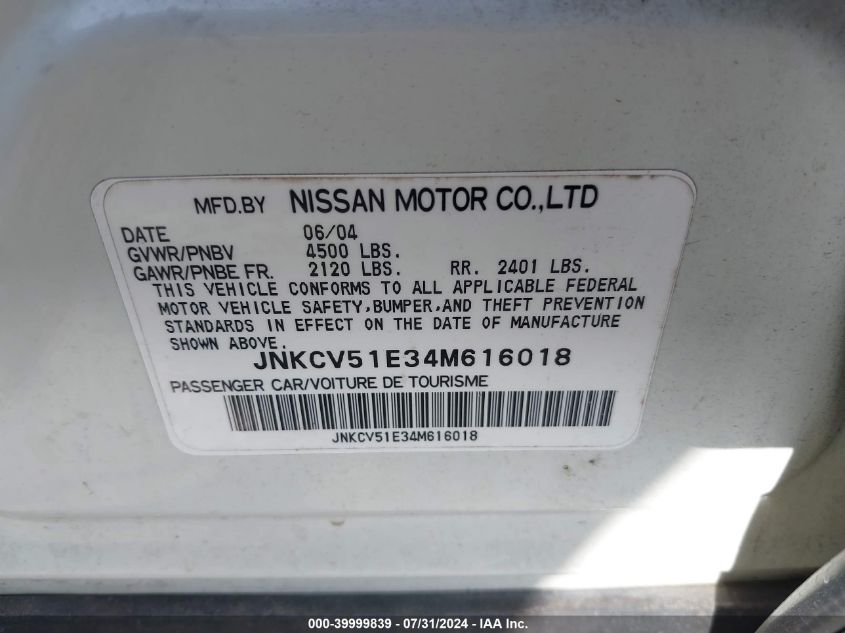 MFD.BY NISSAN MOTOR CO.,LTD
DATE 06/04
GVWR/PNBV 4500 LBS.
GAWR/PNBE FR. 2120 LBS. RR. 2401 LBS.
THIS VEHICLE CONFORMS TO ALL APPLICABLE FEDERAL
MOTOR VEHICLE SAFETY,BUMPER,AND THEFT PREVENTION
STANDARDS IN EFFECT ON THE DATE OF MANUFACTURE
SHOWN ABOVE.
JNKCV51E34M616018
PASSENGER CAR/VOITURE DE TOURISME
JNKCV51E34M616018
000-39999839 | 07/31/2024 - IAA Inc.